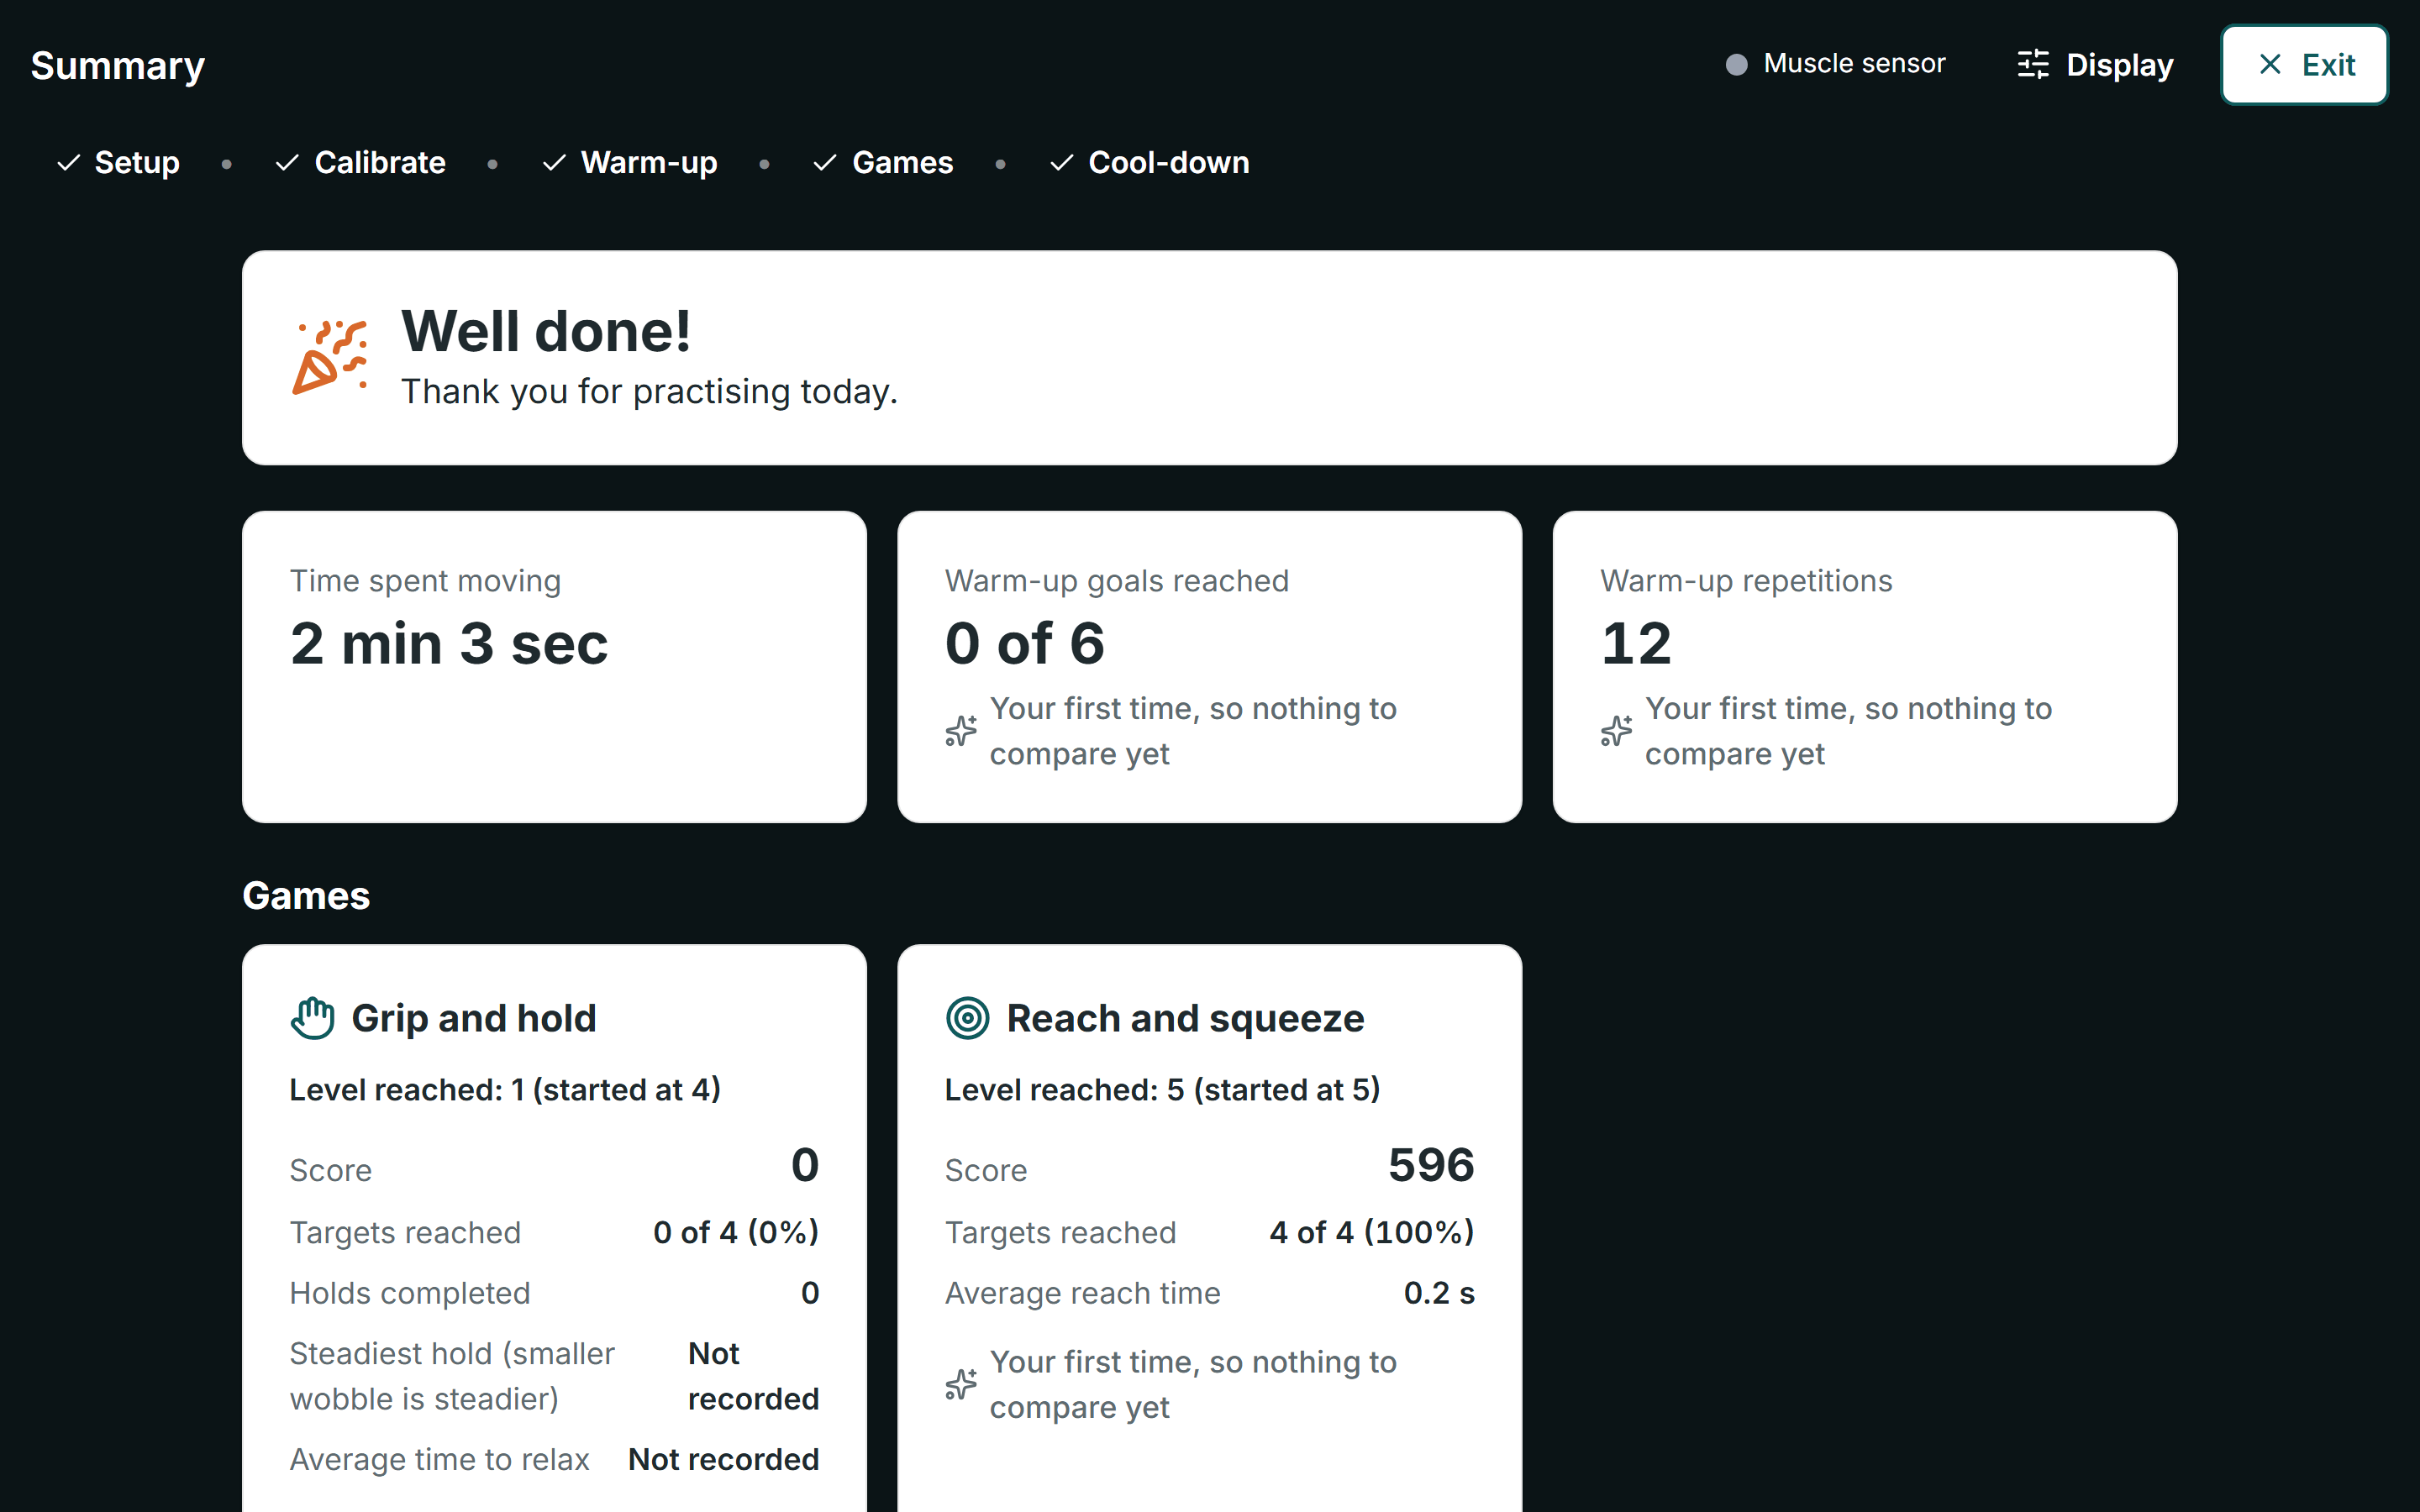 Summary
Muscle sensor
Display
Exit
Setup • Calibrate • Warm-up • Games • Cool-down
Well done!
Thank you for practising today.
Time spent moving
2 min 3 sec
Warm-up goals reached
0 of 6
Your first time, so nothing to
compare yet
Warm-up repetitions
12
Your first time, so nothing to
compare yet
Games
Grip and hold
Level reached: 1 (started at 4)
Score 0
Targets reached 0 of 4 (0%)
Holds completed 0
Steadiest hold (smaller Not
wobble is steadier) recorded
Average time to relax Not recorded
Reach and squeeze
Level reached: 5 (started at 5)
Score 596
Targets reached 4 of 4 (100%)
Average reach time 0.2 s
Your first time, so nothing to
compare yet